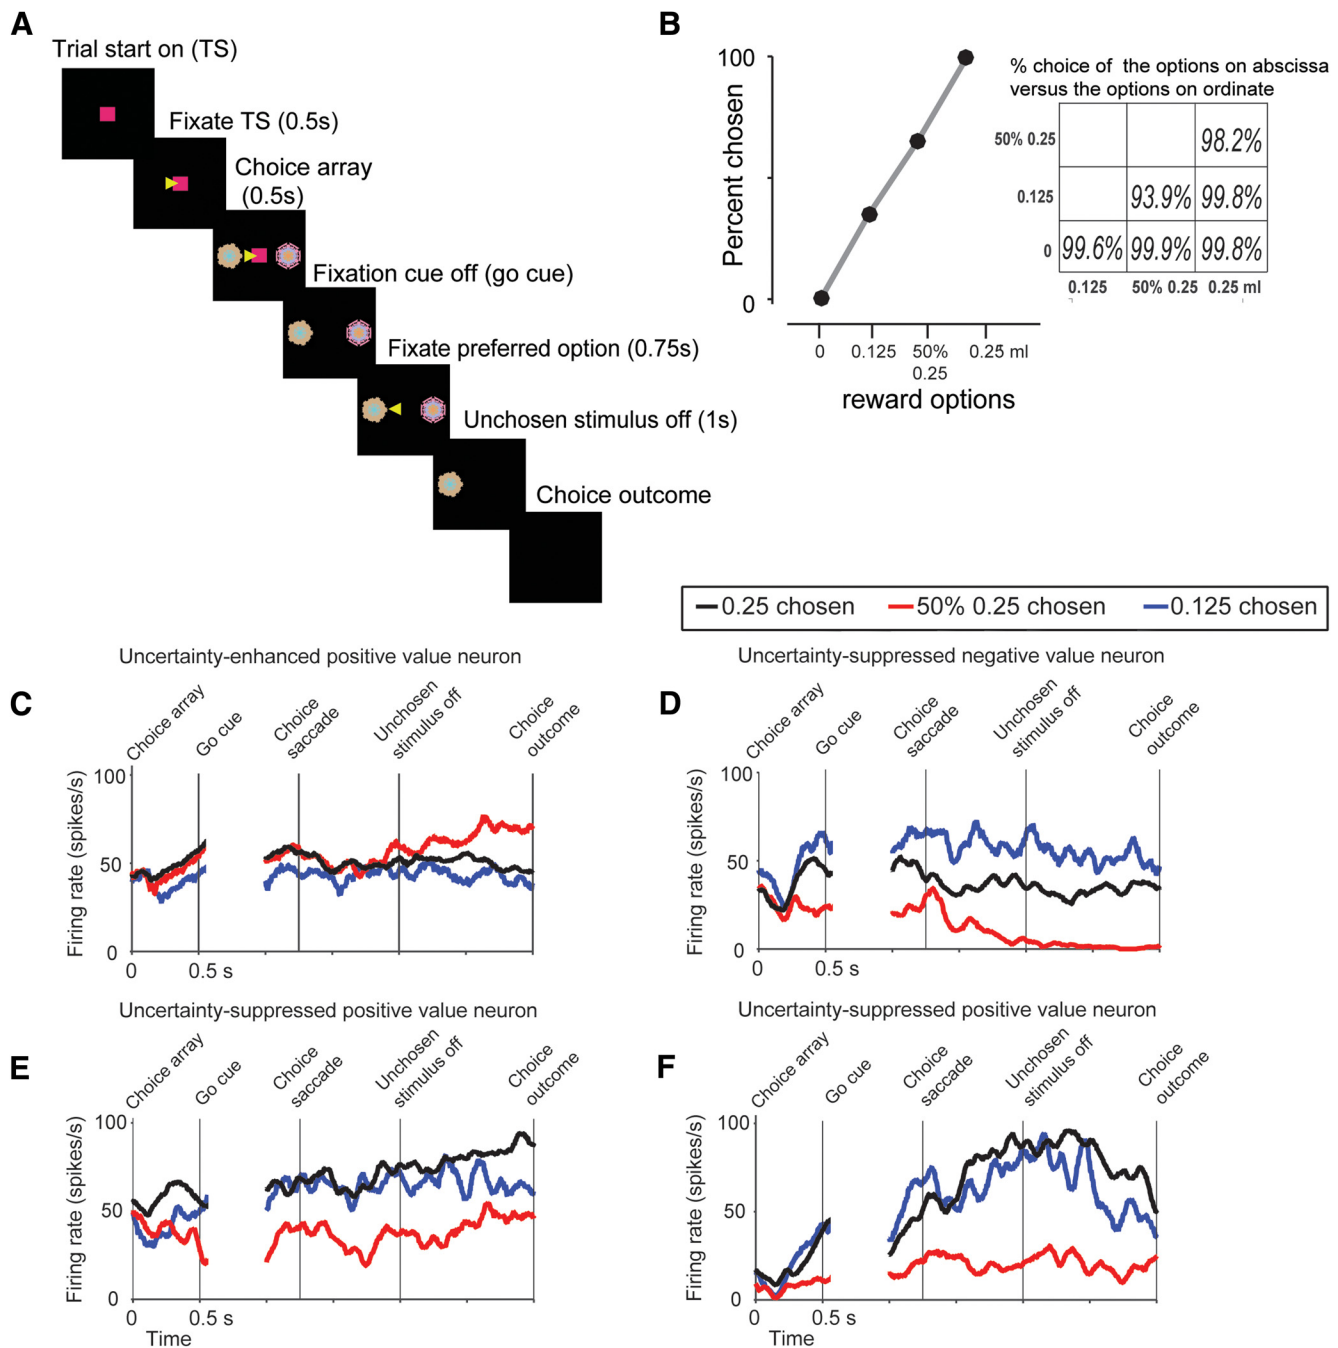 A
Trial start on (TS)
Fixate TS (0.5s)
Choice array
(0.5s)
Fixation cue off (go cue)
Fixate preferred option (0.75s)
Unchosen stimulus off (1s)
Choice outcome
B
100
0
Percent chosen
0
0.125
50%
0.25
0.25 ml
reward options
% choice of the options on abscissa
versus the options on ordinate
50% 0.25
98.2%
0.125
93.9%
99.8%
0
99.6%
99.9%
99.8%
0.125
50% 0.25
0.25 ml
0.25 chosen
50% 0.25 chosen
0.125 chosen
Uncertainty-enhanced positive value neuron
C
Choice array
Go cue
Choice
saccade
Unchosen
stimulus off
Choice
outcome
Firing rate (spikes/s)
100
50
0
0
0.5 s
Uncertainty-suppressed negative value neuron
D
Choice array
Go cue
Choice
saccade
Unchosen
stimulus off
Choice
outcome
Firing rate (spikes/s)
100
50
0
0
0.5 s
Uncertainty-suppressed positive value neuron
E
Choice array
Go cue
Choice
saccade
Unchosen
stimulus off
Choice
outcome
Firing rate (spikes/s)
100
50
0
0
0.5 s
Time
Uncertainty-suppressed positive value neuron
F
Choice array
Go cue
Choice
saccade
Unchosen
stimulus off
Choice
outcome
Firing rate (spikes/s)
100
50
0
0
0.5 s
Time